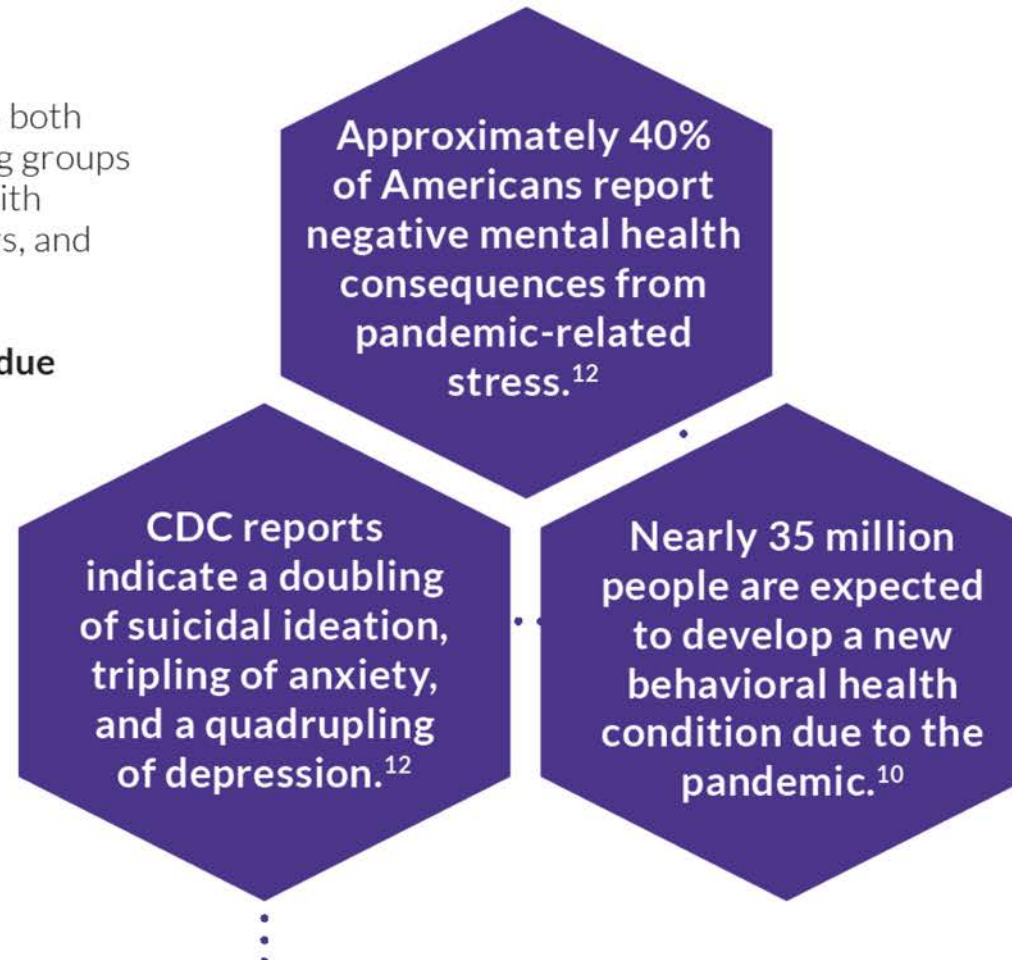 both
g groups
ith
s, and
due
Approximately 40%
of Americans report
negative mental health
consequences from
pandemic-related
stress.12
CDC reports
indicate a doubling
of suicidal ideation,
tripling of anxiety,
and a quadrupling
of depression.12
Nearly 35 million
people are expected
to develop a new
behavioral health
condition due to the
pandemic.10